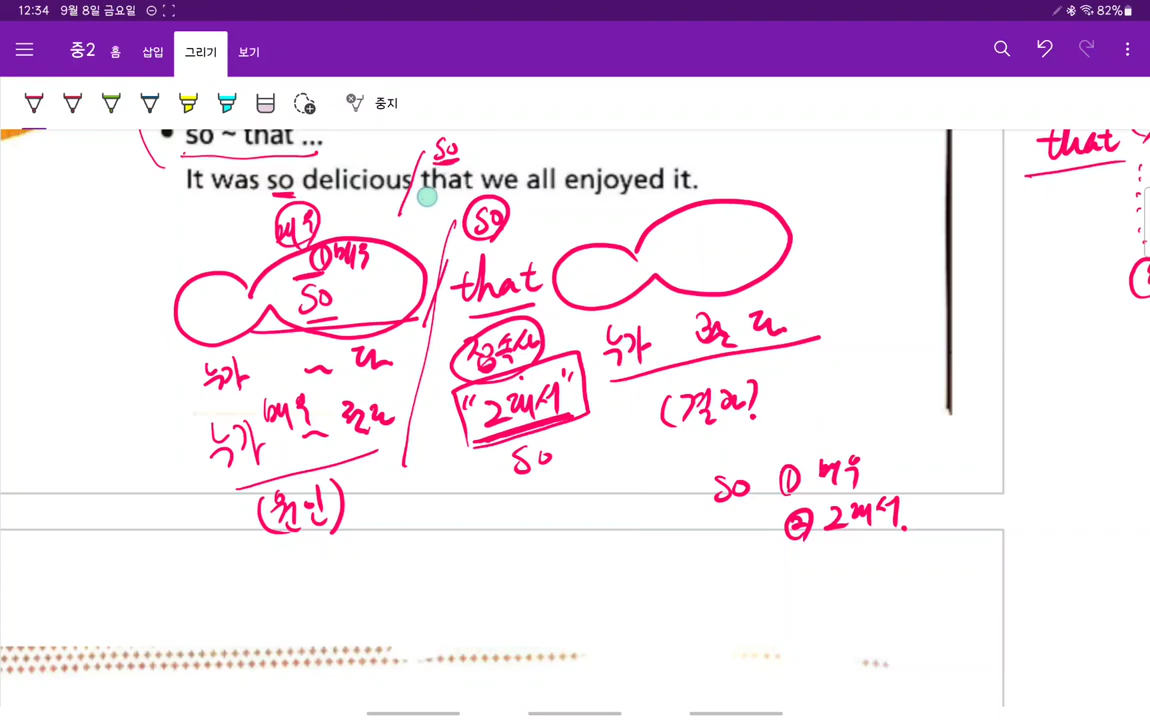 12:34 9월 8일 금요일 82%
중2 홈 삽입 그리기 보기
중지
so ~ that ...
that
so
It was so delicious that we all enjoyed it.
매우 so
① 매우
so that
누가 ~ 다 접속사 누가 ~ 다
누가 매우 "그래서" (결과)
so
(원인)
so ① 매우
② 그래서.